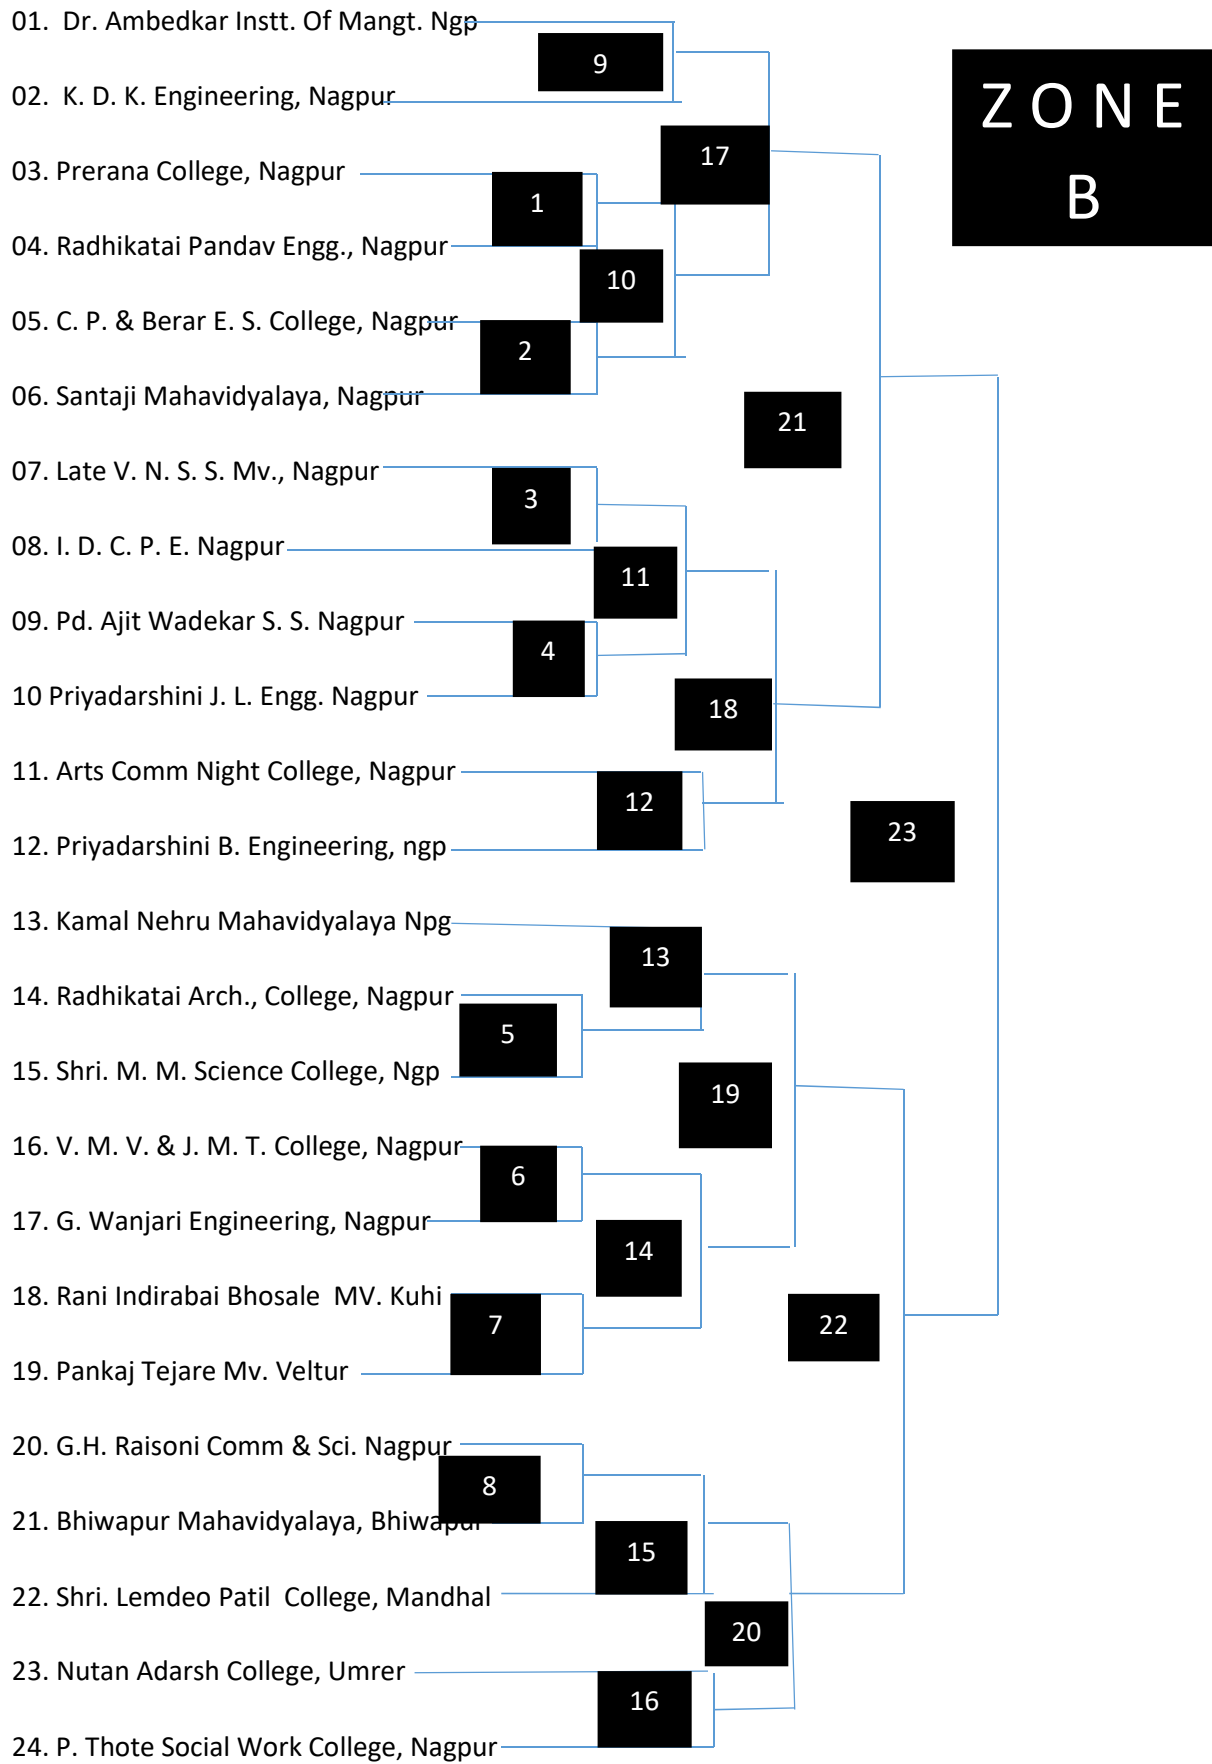 01. Dr. Ambedkar Instt. Of Mangt. Ngp
9
Z O N E
B
02. K. D. K. Engineering, Nagpur
17
03. Prerana College, Nagpur
1
04. Radhikatai Pandav Engg., Nagpur
10
05. C. P. & Berar E. S. College, Nagpur
2
06. Santaji Mahavidyalaya, Nagpur
21
07. Late V. N. S. S. Mv., Nagpur
3
08. I. D. C. P. E. Nagpur
11
09. Pd. Ajit Wadekar S. S. Nagpur
4
10 Priyadarshini J. L. Engg. Nagpur
18
11. Arts Comm Night College, Nagpur
12
23
12. Priyadarshini B. Engineering, ngp
13. Kamal Nehru Mahavidyalaya Npg
13
14. Radhikatai Arch., College, Nagpur
5
15. Shri. M. M. Science College, Ngp
19
16. V. M. V. & J. M. T. College, Nagpur
6
17. G. Wanjari Engineering, Nagpur
14
18. Rani Indirabai Bhosale MV. Kuhi
7
22
19. Pankaj Tejare Mv. Veltur
20. G.H. Raisoni Comm & Sci. Nagpur
8
21. Bhiwapur Mahavidyalaya, Bhiwapur
15
22. Shri. Lemdeo Patil College, Mandhal
20
23. Nutan Adarsh College, Umrer
16
24. P. Thote Social Work College, Nagpur